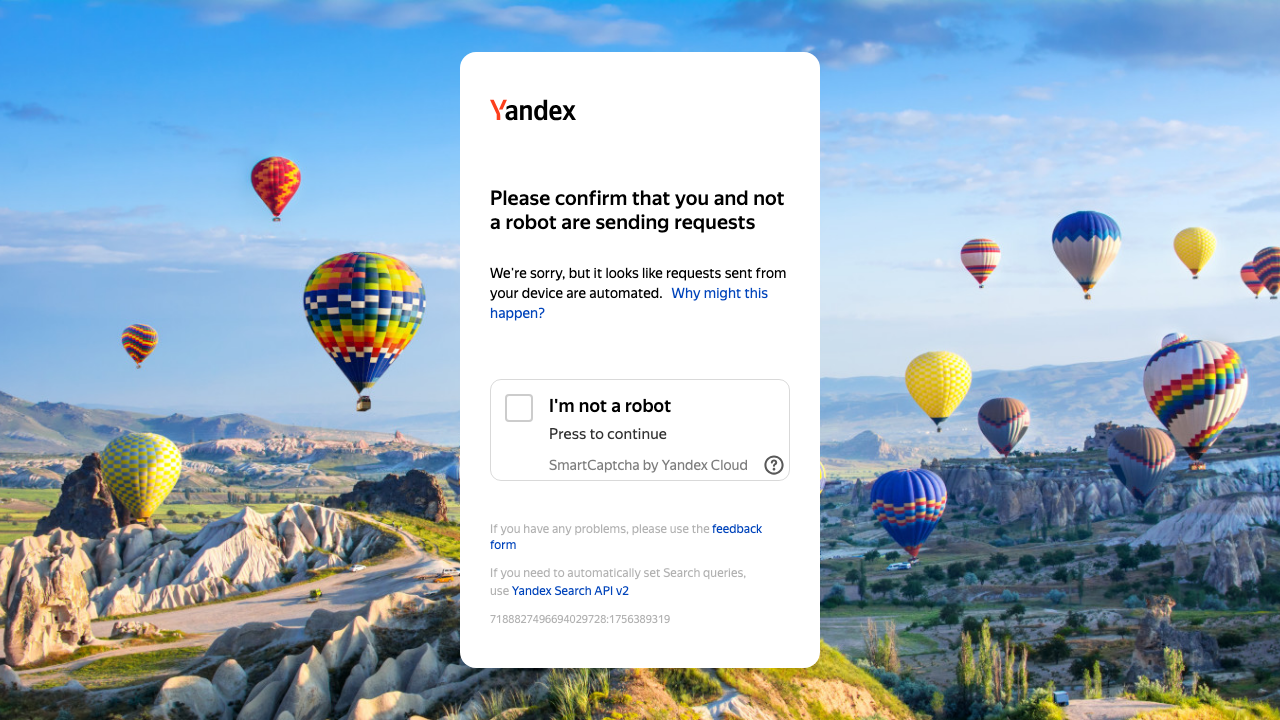 Yandex
Please confirm that you and not
a robot are sending requests
We're sorry, but it looks like requests sent from
your device are automated. Why might this
happen?
I'm not a robot
Press to continue
SmartCaptcha by Yandex Cloud
If you have any problems, please use the feedback
form
If you need to automatically set Search queries,
use Yandex Search API v2
7188827496694029728:1756389319